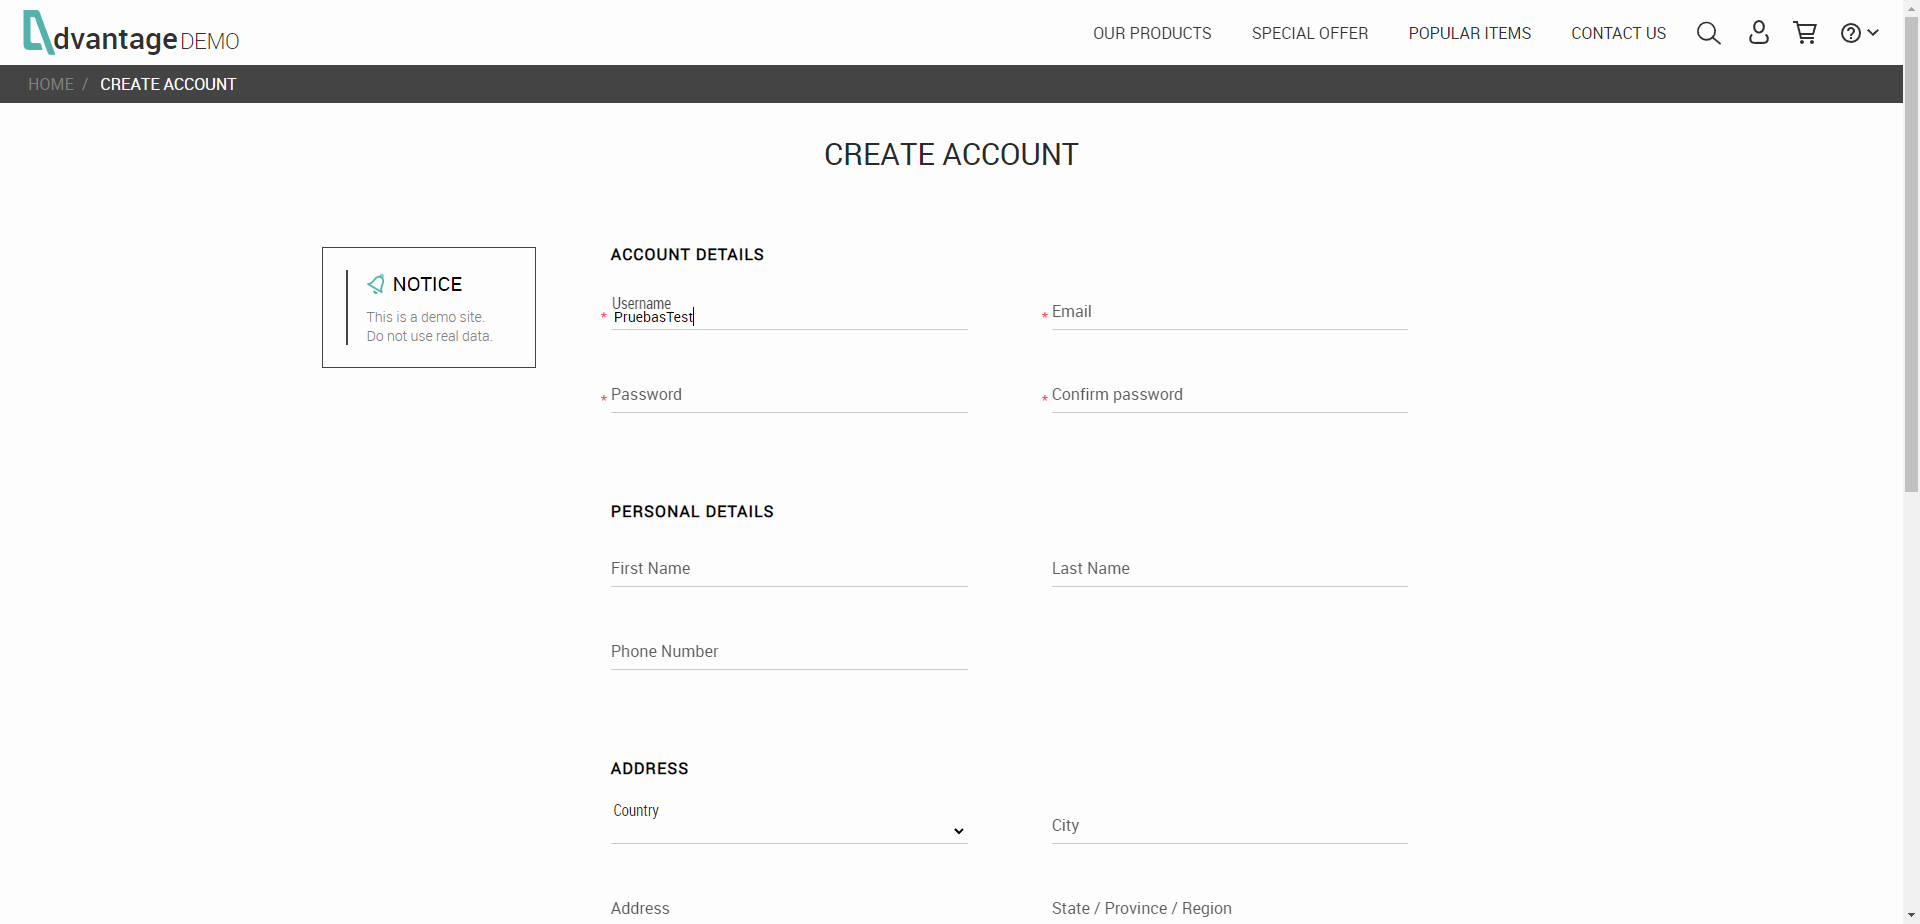 dvantage DEMO
OUR PRODUCTS SPECIAL OFFER POPULAR ITEMS CONTACT US
HOME / CREATE ACCOUNT
CREATE ACCOUNT
NOTICE
This is a demo site.
Do not use real data.
ACCOUNT DETAILS
Username
* PruebasTest
* Email
* Password
* Confirm password
PERSONAL DETAILS
First Name
Last Name
Phone Number
ADDRESS
Country
City
Address
State / Province / Region